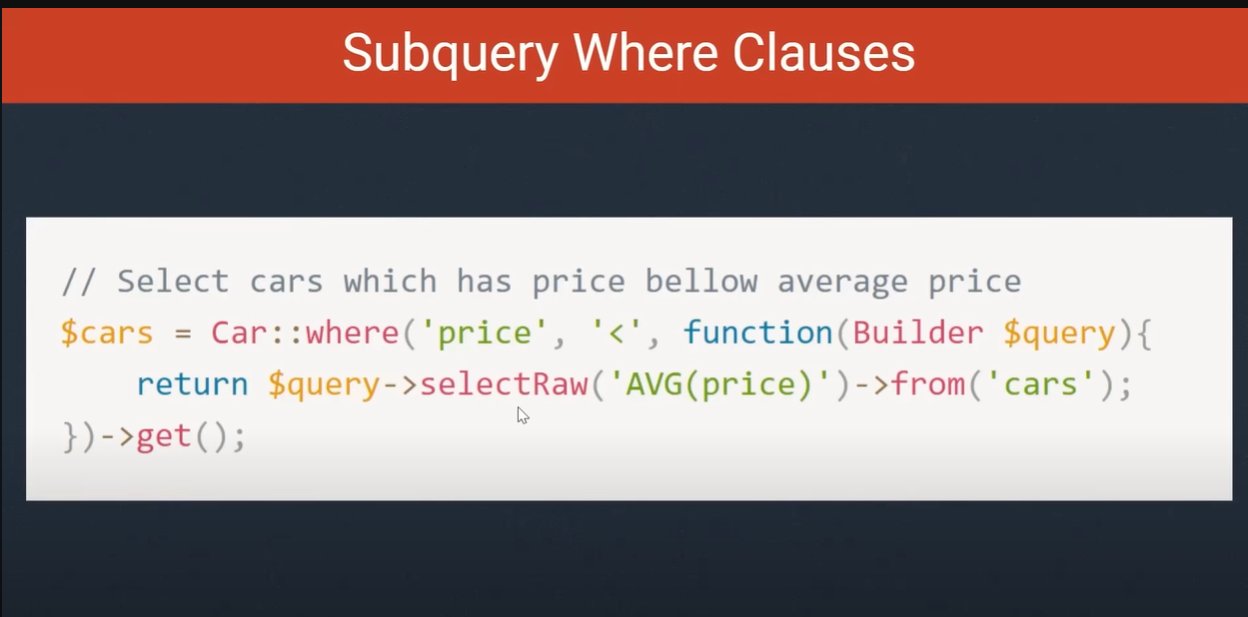 Subquery Where Clauses
// Select cars which has price bellow average price
$cars = Car::where('price', '<', function(Builder $query){
    return $query->selectRaw('AVG(price)')->from('cars');
})->get();